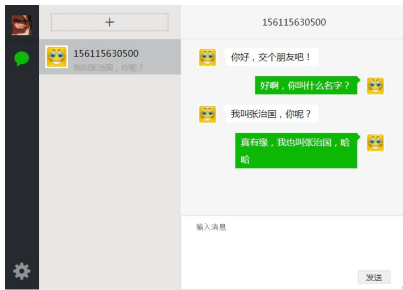 +
156115630500
156115630500
我叫张治国，你呢？
你好，交个朋友吧！
好啊，你叫什么名字？
我叫张治国，你呢？
真有缘，我也叫张治国，哈
哈
输入消息
发送